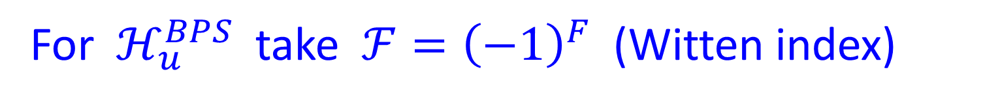 For $\mathcal{H}_u^{BPS}$ take $\mathcal{F} = (-1)^F$ (Witten index)